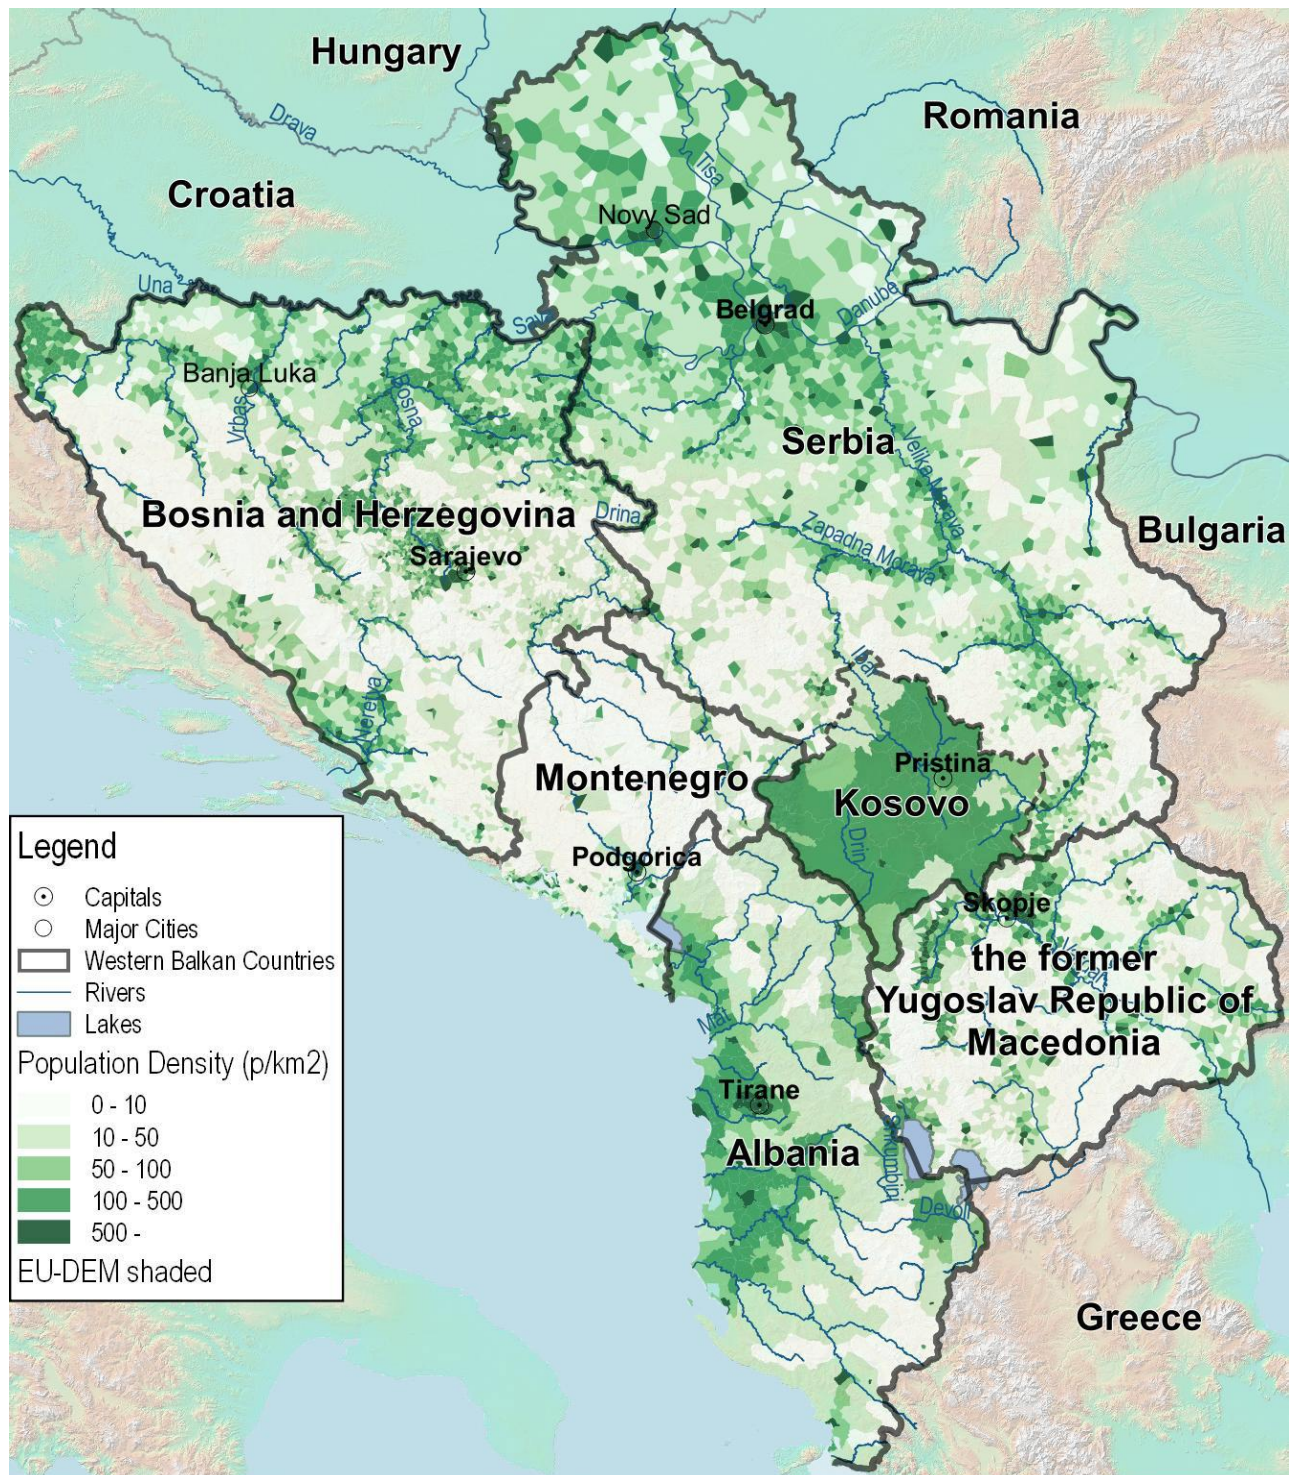 Hungary
Romania
Drava
Croatia
Tisa
Novy Sad
Una
Sava
Belgrad
Danube
Banja Luka
Vrbas
Bosna
Serbia
Velika Morava
Bosnia and Herzegovina
Drina
Zapadna Morava
Bulgaria
Sarajevo
Ibar
Neretva
Montenegro
Pristina
Kosovo
Drin
Podgorica
Skopje
the former
Yugoslav Republic of
Macedonia
Mat
Tirane
Albania
Shkumbini
Devoll
Greece
Legend
Capitals
Major Cities
Western Balkan Countries
Rivers
Lakes
Population Density (p/km2)
0 - 10
10 - 50
50 - 100
100 - 500
500 -
EU-DEM shaded